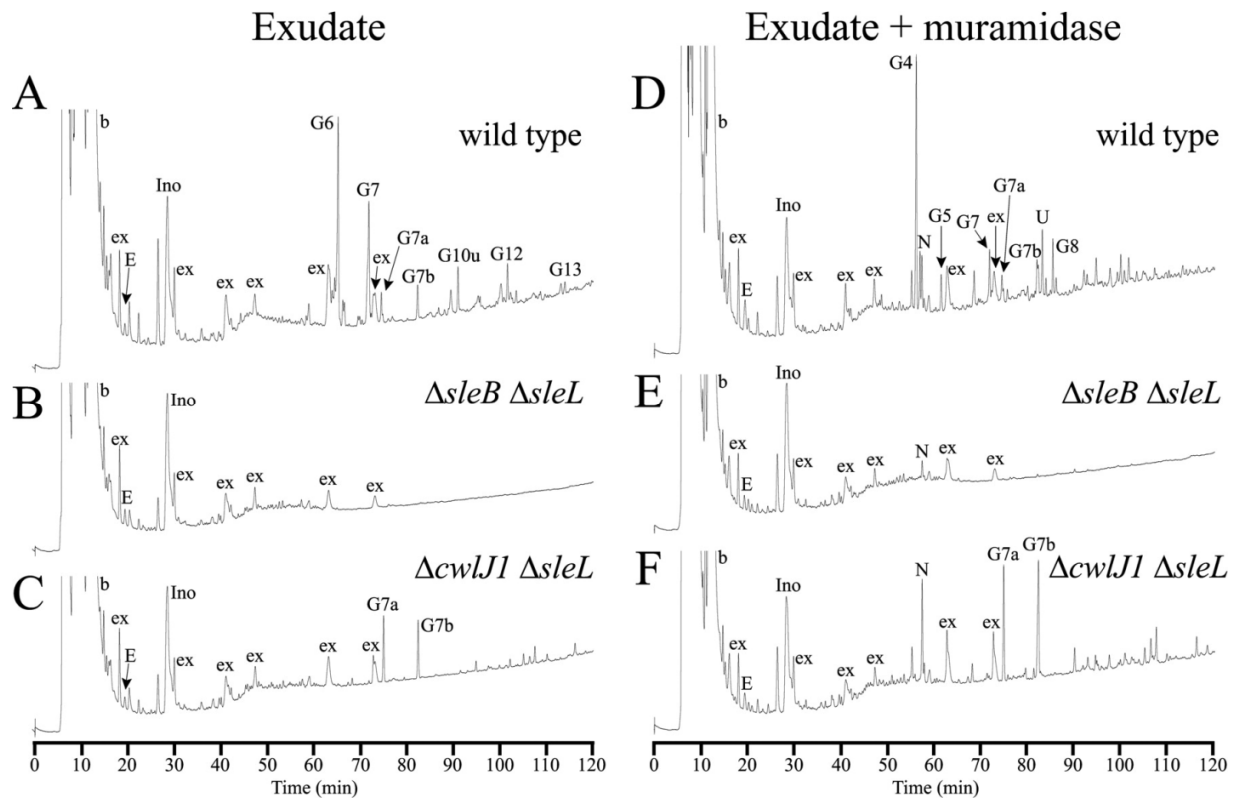 Exudate
Exudate + muramidase
A
b
ex
E
Ino
ex
ex
ex
ex
G6
G7
ex
G7a
G7b
G10u
G12
G13
wild type
B
b
ex
E
Ino
ex
ex
ex
ex
ex
ΔsleB ΔsleL
C
b
ex
E
Ino
ex
ex
ex
ex
ex
G7a
G7b
ΔcwlJ1 ΔsleL
0 10 20 30 40 50 60 70 80 90 100 110 120
Time (min)
D
b
ex
E
Ino
ex
ex
ex
G4
N
G5
ex
G7
ex
G7a
G7b
U
G8
wild type
E
b
ex
E
Ino
ex
ex
ex
N
ex
ex
ΔsleB ΔsleL
F
b
ex
E
Ino
ex
ex
ex
N
ex
ex
G7a
G7b
ΔcwlJ1 ΔsleL
0 10 20 30 40 50 60 70 80 90 100 110 120
Time (min)